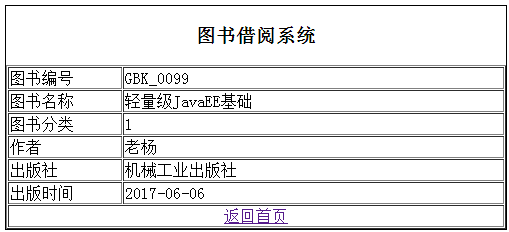 图书借阅系统
图书编号 GBK_0099
图书名称 轻量级JavaEE基础
图书分类 1
作者 老杨
出版社 机械工业出版社
出版时间 2017-06-06
返回首页